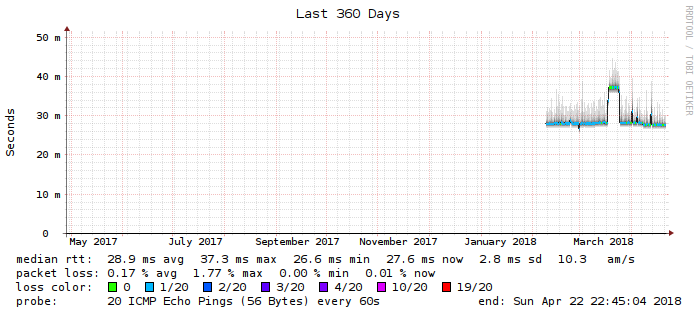 Last 360 Days
RRDTOOL / TOBI OETIKER
Seconds
50 m
40 m
30 m
20 m
10 m
0
May 2017 July 2017 September 2017 November 2017 January 2018 March 2018
median rtt: 28.9 ms avg 37.3 ms max 26.6 ms min 27.6 ms now 2.8 ms sd 10.3 am/s
packet loss: 0.17 % avg 1.77 % max 0.00 % min 0.01 % now
loss color: 0 1/20 2/20 3/20 4/20 10/20 19/20
probe: 20 ICMP Echo Pings (56 Bytes) every 60s end: Sun Apr 22 22:45:04 2018